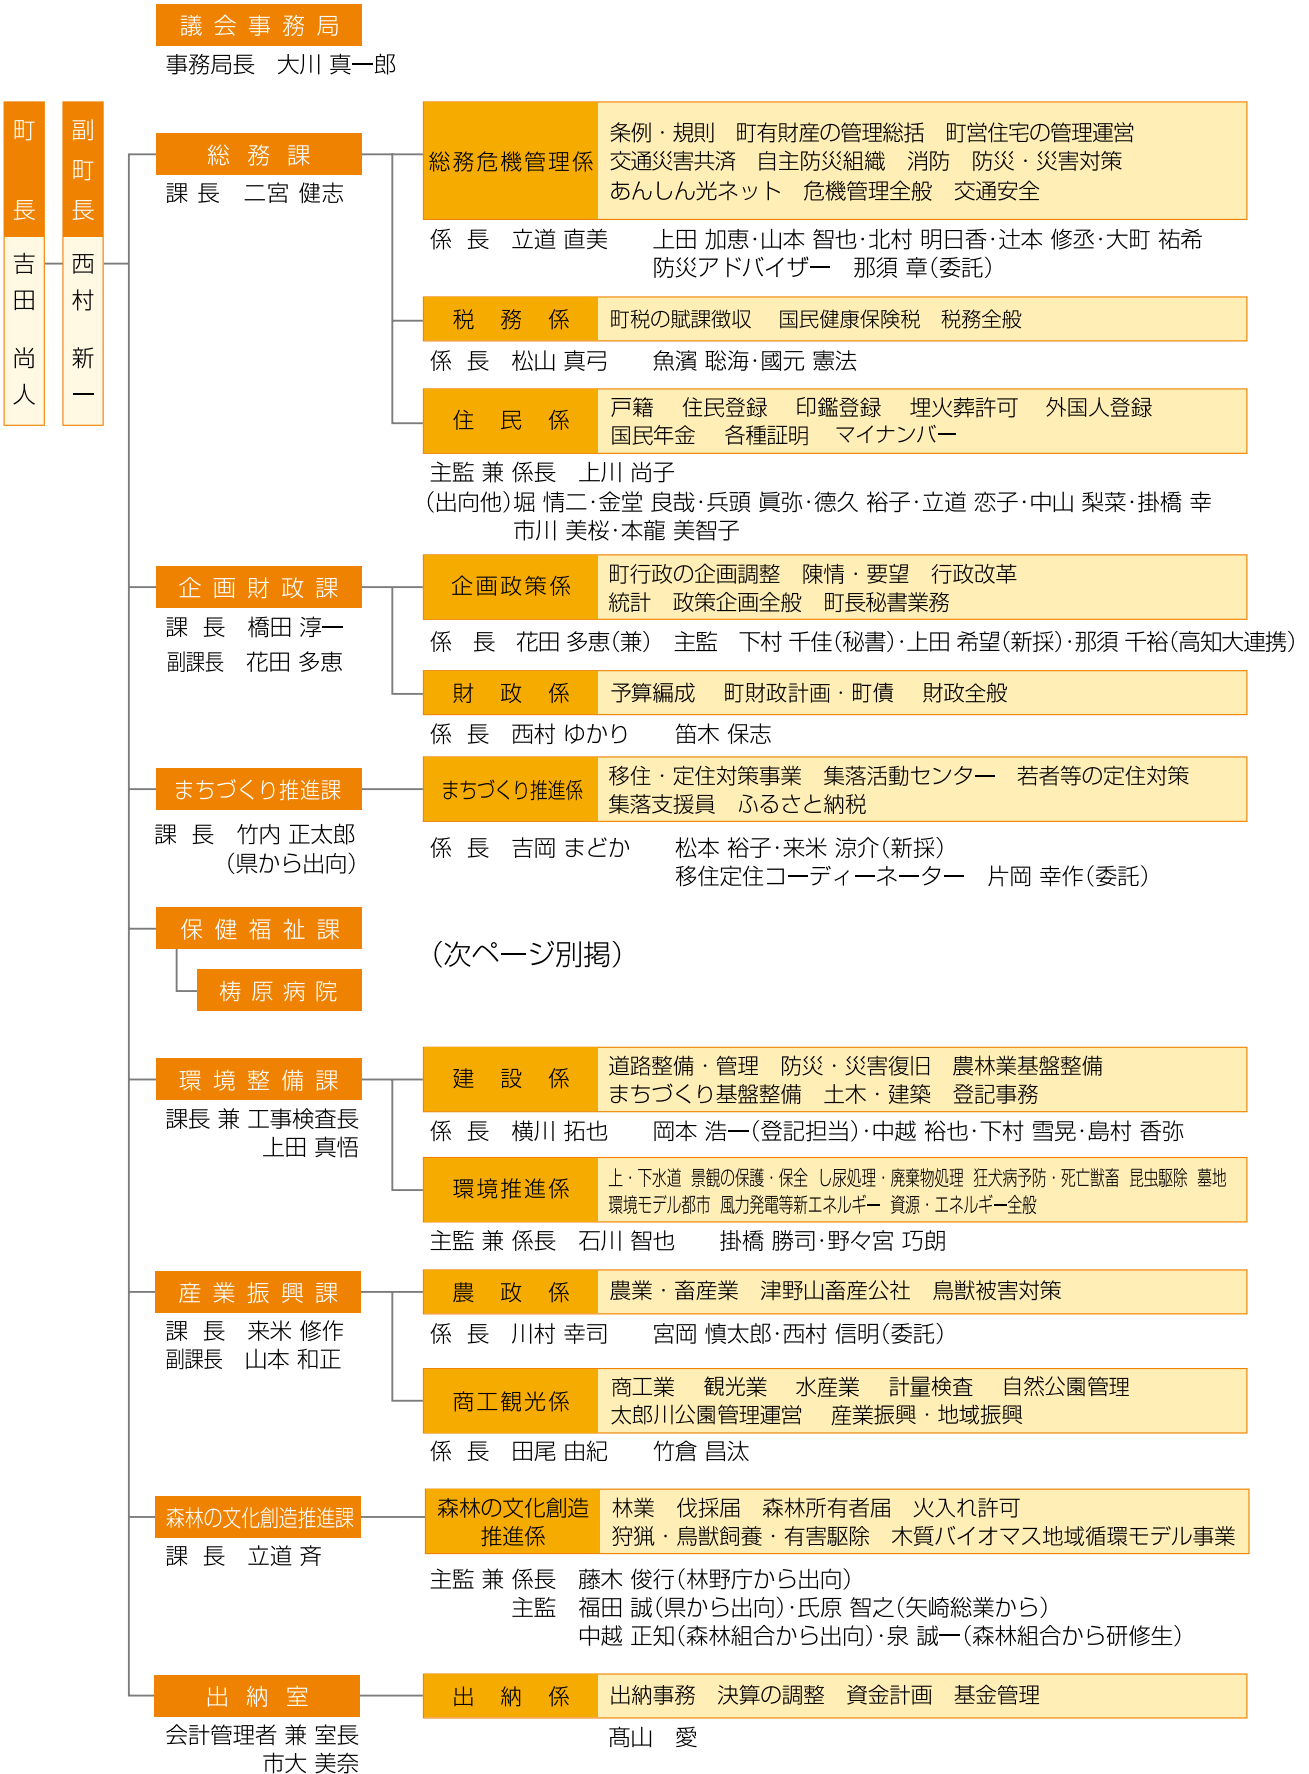 議会事務局
事務局長　大川 真一郎
町長
吉田 尚人
副町長
西村 新一
総務課
課 長　二宮 健志
総務危機管理係
条例・規則　町有財産の管理総括　町営住宅の管理運営
交通災害共済　自主防災組織　消防　防災・災害対策
あんしん光ネット　危機管理全般　交通安全
係 長　立道 直美　　上田 加恵・山本 智也・北村 明日香・辻本 修丞・大町 祐希
防災アドバイザー　那須 章（委託）
税務係
町税の賦課徴収　国民健康保険税　税務全般
係 長　松山 真弓　　魚濱 聡海・國元 憲法
住民係
戸籍　住民登録　印鑑登録　埋火葬許可　外国人登録
国民年金　各種証明　マイナンバー
主監 兼 係長　上川 尚子
（出向他）堀 情二・金堂 良哉・兵頭 眞弥・德久 裕子・立道 恋子・中山 梨菜・掛橋 幸
市川 美桜・本龍 美智子
企画財政課
課 長　橋田 淳一
副課長　花田 多恵
企画政策係
町行政の企画調整　陳情・要望　行政改革
統計　政策企画全般　町長秘書業務
係 長　花田 多恵（兼）　主監　下村 千佳（秘書）・上田 希望（新採）・那須 千裕（高知大連携）
財政係
予算編成　町財政計画・町債　財政全般
係 長　西村 ゆかり　　笛木 保志
まちづくり推進課
課 長　竹内 正太郎
（県から出向）
まちづくり推進係
移住・定住対策事業　集落活動センター　若者等の定住対策
集落支援員　ふるさと納税
係 長　吉岡 まどか　　松本 裕子・来米 涼介（新採）
移住定住コーディーネーター　片岡 幸作（委託）
保健福祉課
（次ページ別掲）
梼原病院
環境整備課
課長 兼 工事検査長
上田 真悟
建設係
道路整備・管理　防災・災害復旧　農林業基盤整備
まちづくり基盤整備　土木・建築　登記事務
係 長　横川 拓也　　岡本 浩一（登記担当）・中越 裕也・下村 雪晃・島村 香弥
環境推進係
上・下水道　景観の保護・保全　し尿処理・廃棄物処理　狂犬病予防・死亡獣畜　昆虫駆除　墓地
環境モデル都市　風力発電等新エネルギー　資源・エネルギー全般
主監 兼 係長　石川 智也　　掛橋 勝司・野々宮 巧朗
産業振興課
課 長　来米 修作
副課長　山本 和正
農政係
農業・畜産業　津野山畜産公社　鳥獣被害対策
係 長　川村 幸司　　宮岡 慎太郎・西村 信明（委託）
商工観光係
商工業　観光業　水産業　計量検査　自然公園管理
太郎川公園管理運営　産業振興・地域振興
係 長　田尾 由紀　　竹倉 昌汰
森林の文化創造推進課
課 長　立道 斉
森林の文化創造
推進係
林業　伐採届　森林所有者届　火入れ許可
狩猟・鳥獣飼養・有害駆除　木質バイオマス地域循環モデル事業
主監 兼 係長　藤木 俊行（林野庁から出向）
主監　福田 誠（県から出向）・氏原 智之（矢崎総業から）
中越 正知（森林組合から出向）・泉 誠一（森林組合から研修生）
出納室
会計管理者 兼 室長
市大 美奈
出納係
出納事務　決算の調整　資金計画　基金管理
髙山　愛